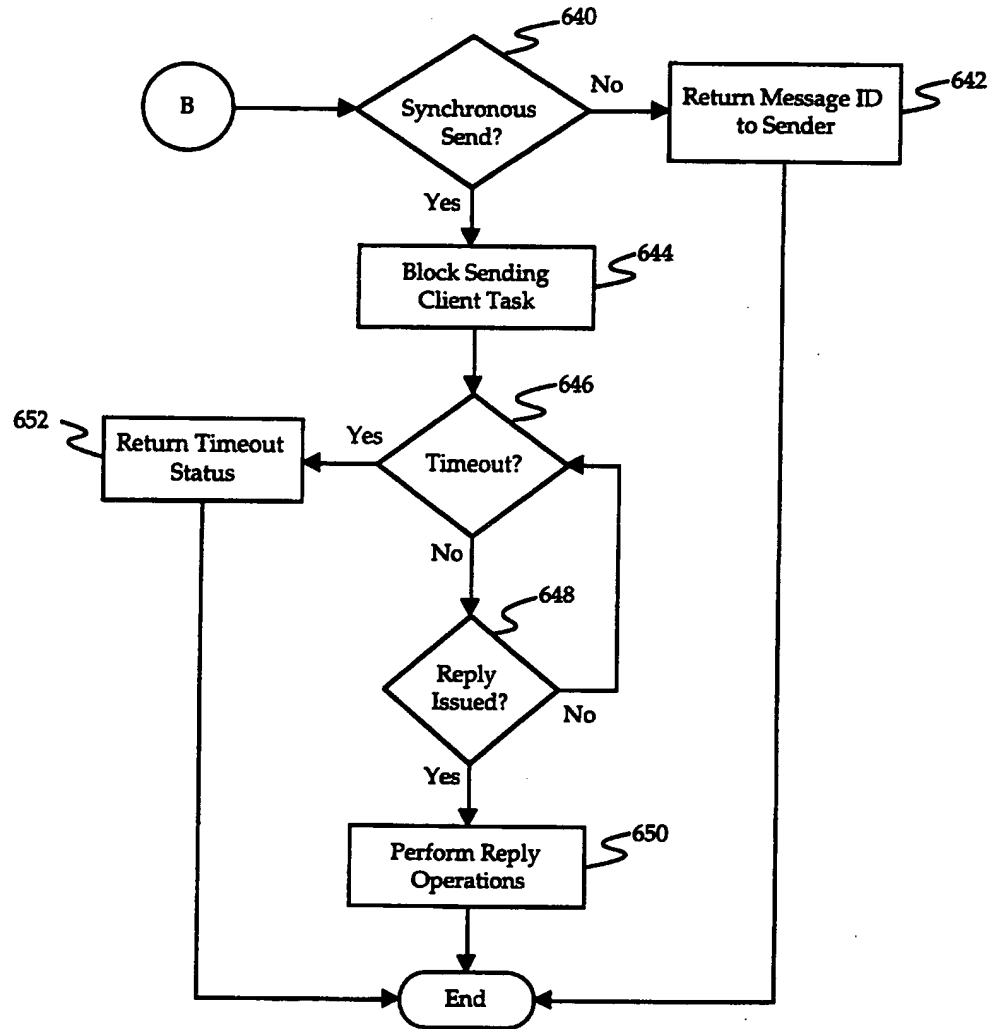 640
B
Synchronous
Send?
No
Return Message ID
to Sender
642
Yes
Block Sending
Client Task
644
646
652
Return Timeout
Status
Yes
Timeout?
No
648
Reply
Issued?
No
Yes
Perform Reply
Operations
650
End